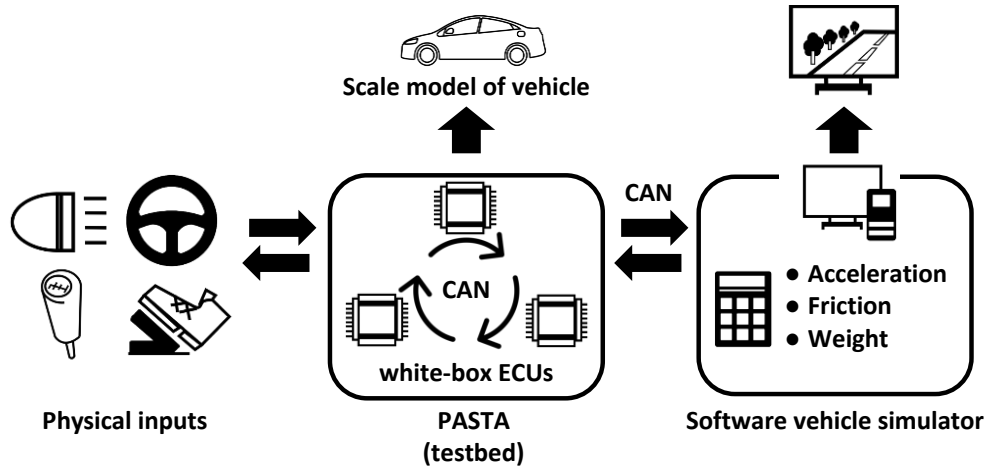 Scale model of vehicle
CAN
CAN
● Acceleration
● Friction
● Weight
white-box ECUs
Physical inputs
PASTA
(testbed)
Software vehicle simulator